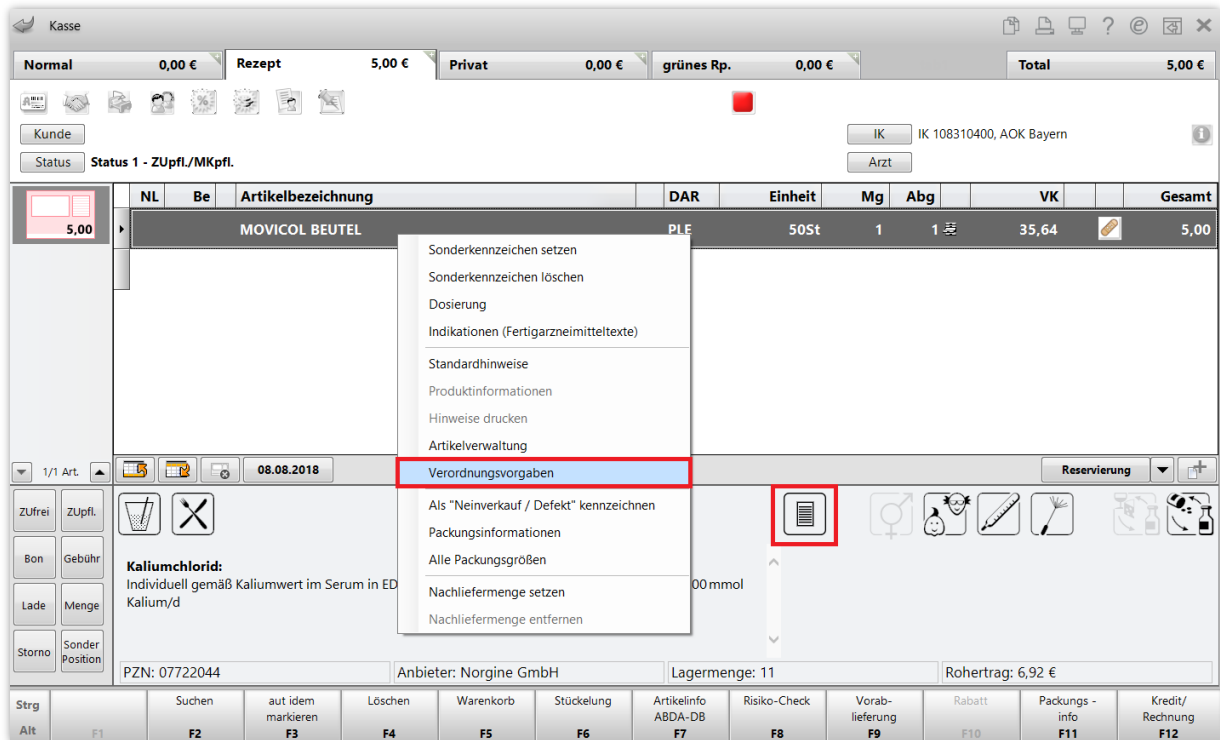 Kasse
Normal 0,00 € Rezept 5,00 € Privat 0,00 € grünes Rp. 0,00 € Total 5,00 €
Kunde IK IK 108310400, AOK Bayern
Status Status 1 - ZUpfl./MKpfl. Arzt
NL Be Artikelbezeichnung DAR Einheit Mg Abg VK Gesamt
5,00 MOVICOL BEUTEL PLE 50St 1 1 35,64 5,00
Sonderkennzeichen setzen
Sonderkennzeichen löschen
Dosierung
Indikationen (Fertigarzneimitteltexte)
Standardhinweise
Produktinformationen
Hinweise drucken
Artikelverwaltung
1/1 Art. 08.08.2018 Verordnungsvorgaben Reservierung
Als "Neinverkauf / Defekt" kennzeichnen
Packungsinformationen
Alle Packungsgrößen
Nachliefermenge setzen
Nachliefermenge entfernen
ZUfrei ZUpfl.
Bon Gebühr
Lade Menge
Storno Sonder Position
Kaliumchlorid:
Individuell gemäß Kaliumwert im Serum in ED 00 mmol
Kalium/d
PZN: 07722044 Anbieter: Norgine GmbH Lagermenge: 11 Rohertrag: 6,92 €
Strg Suchen aut idem markieren Löschen Warenkorb Stückelung Artikelinfo ABDA-DB Risiko-Check Vorab- lieferung Rabatt Packungs - info Kredit/ Rechnung
Alt F1 F2 F3 F4 F5 F6 F7 F8 F9 F10 F11 F12